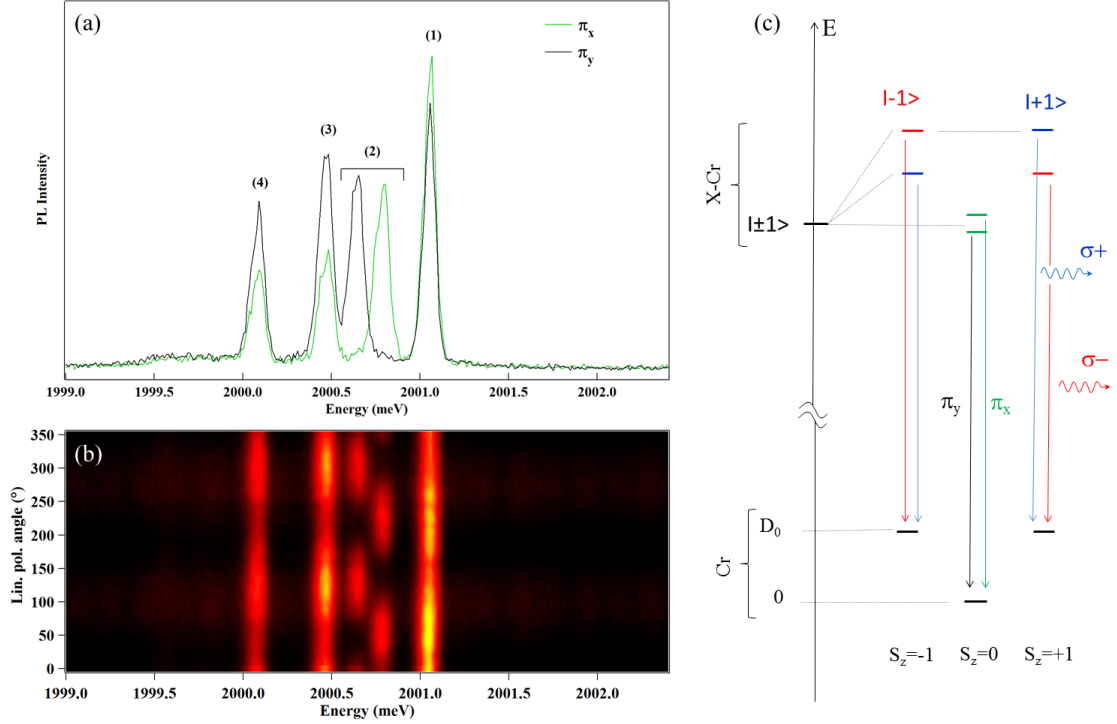 (a)
(1)
πx
πy
(3)
(2)
(4)
PL Intensity
1999.0 1999.5 2000.0 2000.5 2001.0 2001.5 2002.0
Energy (meV)
(b)
350
300
250
200
150
100
50
0
Lin. pol. angle (°)
1999.0 1999.5 2000.0 2000.5 2001.0 2001.5 2002.0
Energy (meV)
(c)
E
|-1>
|+1>
X-Cr
|±1>
σ+
σ−
πy
πx
D0
Cr
0
Sz=-1 Sz=0 Sz=+1